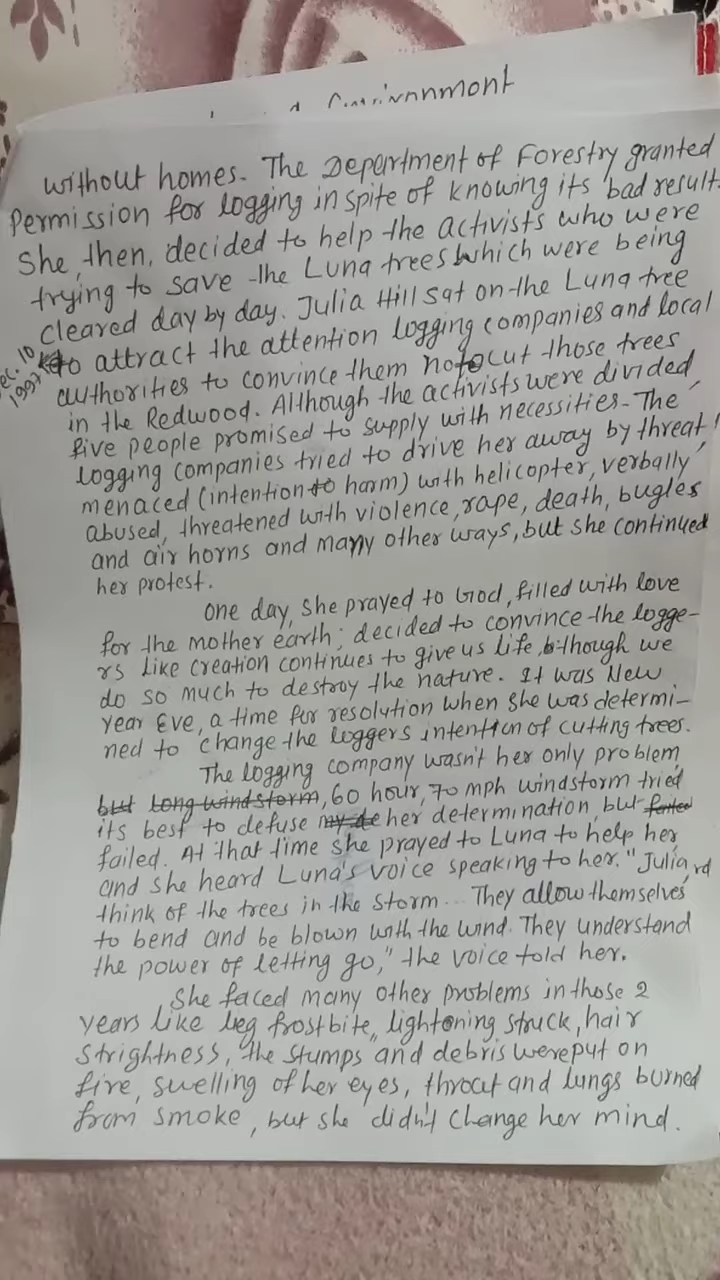 without homes. The Department of Forestry granted
Permission for logging in spite of knowing its bad result.
She, then, decided to help the activists who were
trying to save the Luna trees which were being
cleared day by day. Julia Hill sat on the Luna tree
Dec. 10 1997
to attract the attention logging companies and local
authorities to convince them not to cut those trees
in the Redwood. Although the activists were divided,
five people promised to supply with necessities. The
logging companies tried to drive her away by threat,
menaced (intention to harm) with helicopter, verbally
abused, threatened with violence, rape, death, bugles
and air horns and many other ways, but she continued
her protest.
One day, she prayed to God, filled with love
for the mother earth; decided to convince the logge-
rs like creation continues to give us life, although we
do so much to destroy the nature. It was New
year Eve, a time for resolution when she was determi-
ned to change the loggers intention of cutting trees.
The logging company wasn't her only problem,
but long windstorm, 60 hour, 70 mph windstorm tried
its best to defuse her determination, but
failed. At that time she prayed to Luna to help her
and she heard Luna's voice speaking to her. "Julia,
think of the trees in the storm... They allow themselves
to bend and be blown with the wind. They understand
the power of letting go," the voice told her.
She faced many other problems in those 2
years like leg frostbite, lightening struck, hair
strightness, the stumps and debris were put on
fire, swelling of her eyes, throat and lungs burned
from smoke, but she didn't change her mind.